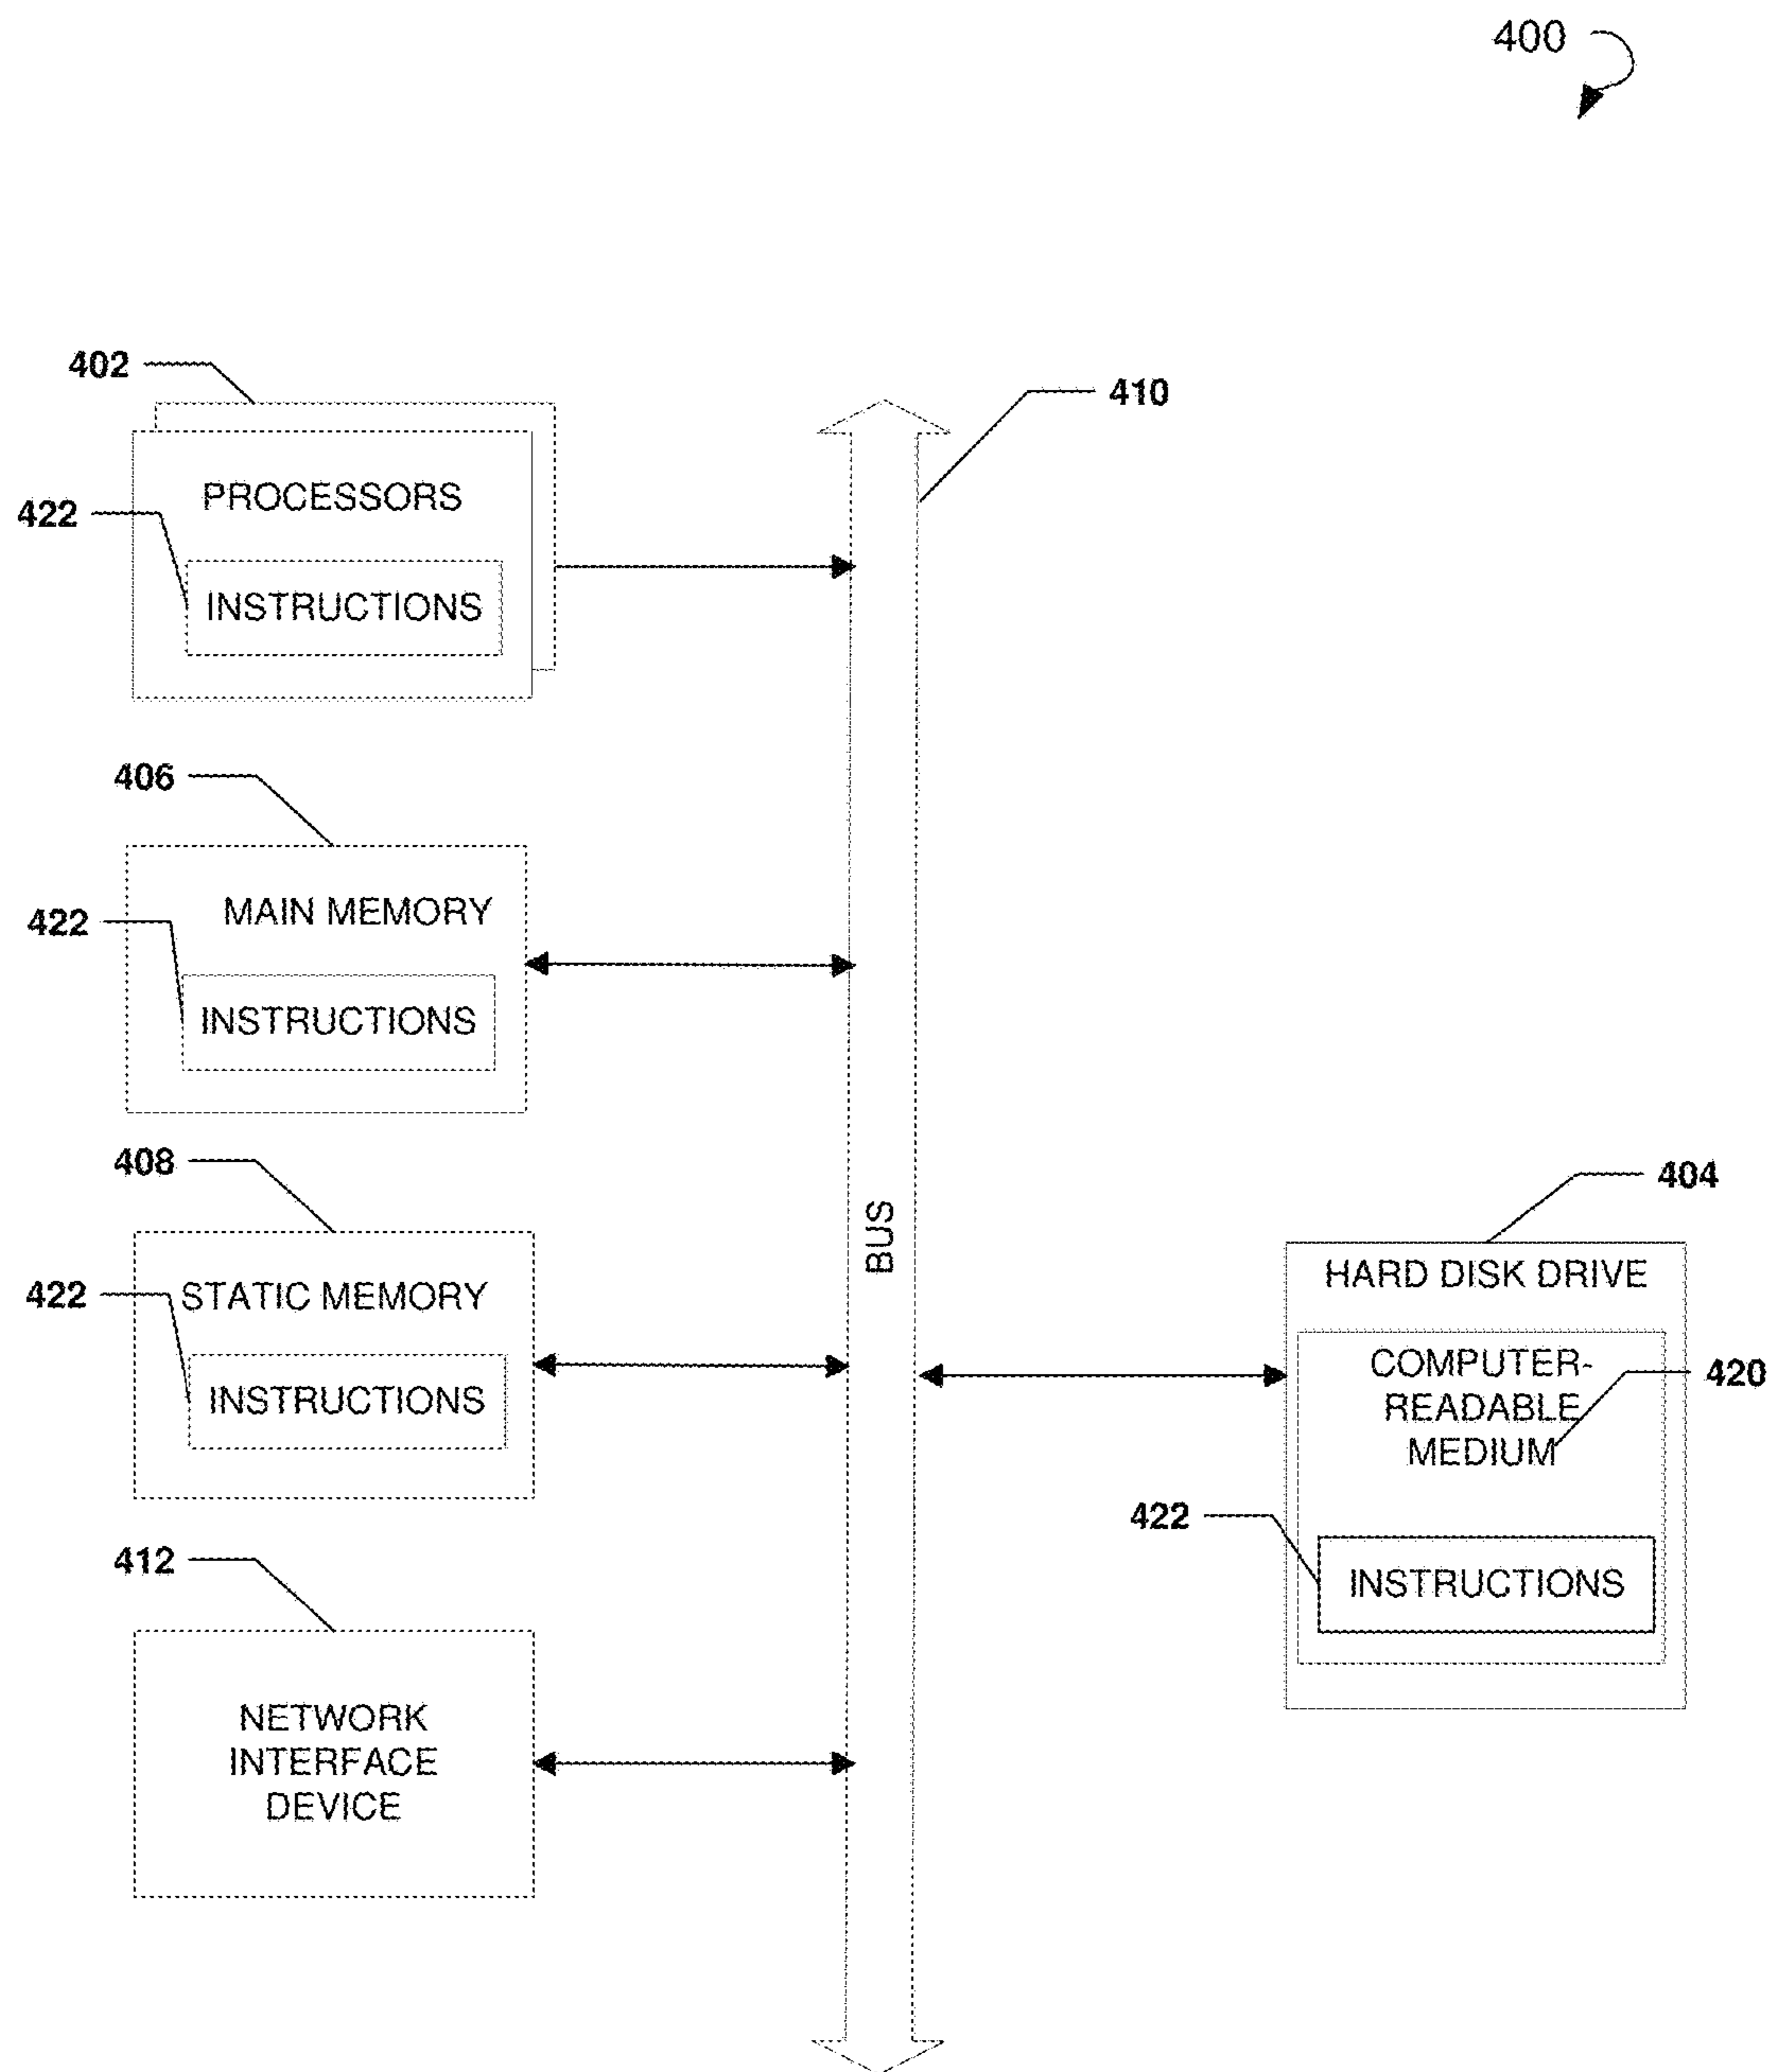 400
402
410
PROCESSORS
422
INSTRUCTIONS
406
MAIN MEMORY
422
INSTRUCTIONS
408
404
BUS
HARD DISK DRIVE
STATIC MEMORY
422
COMPUTER-
READABLE
MEDIUM
420
INSTRUCTIONS
422
INSTRUCTIONS
412
NETWORK
INTERFACE
DEVICE